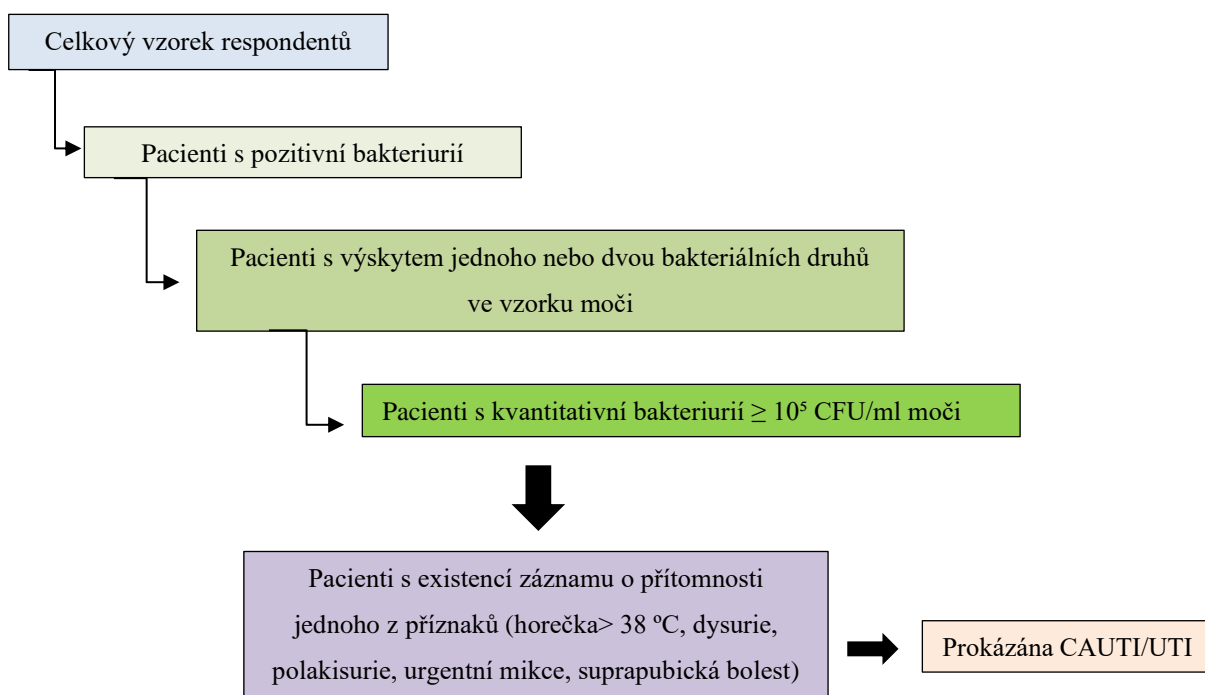 Celkový vzorek respondentů
Pacienti s pozitivní bakteriurií
Pacienti s výskytem jednoho nebo dvou bakteriálních druhů
ve vzorku moči
Pacienti s kvantitativní bakteriurií ≥ 10⁵ CFU/ml moči
Pacienti s existencí záznamu o přítomnosti
jednoho z příznaků (horečka> 38 ºC, dysurie,
polakisurie, urgentní mikce, suprapubická bolest)
Prokázána CAUTI/UTI